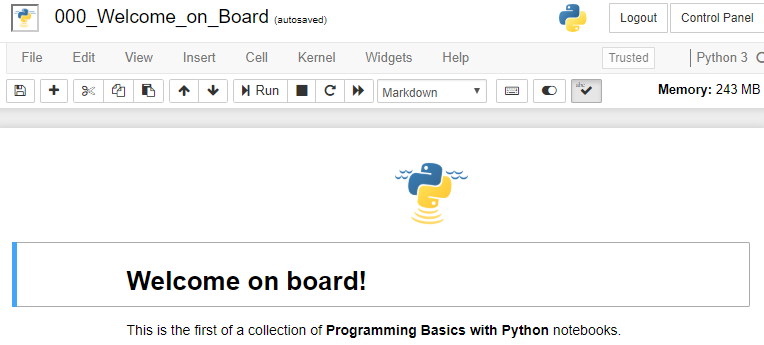 000_Welcome_on_Board (autosaved) Logout Control Panel
File Edit View Insert Cell Kernel Widgets Help Trusted Python 3
Run Markdown abc Memory: 243 MB
Welcome on board!
This is the first of a collection of Programming Basics with Python notebooks.